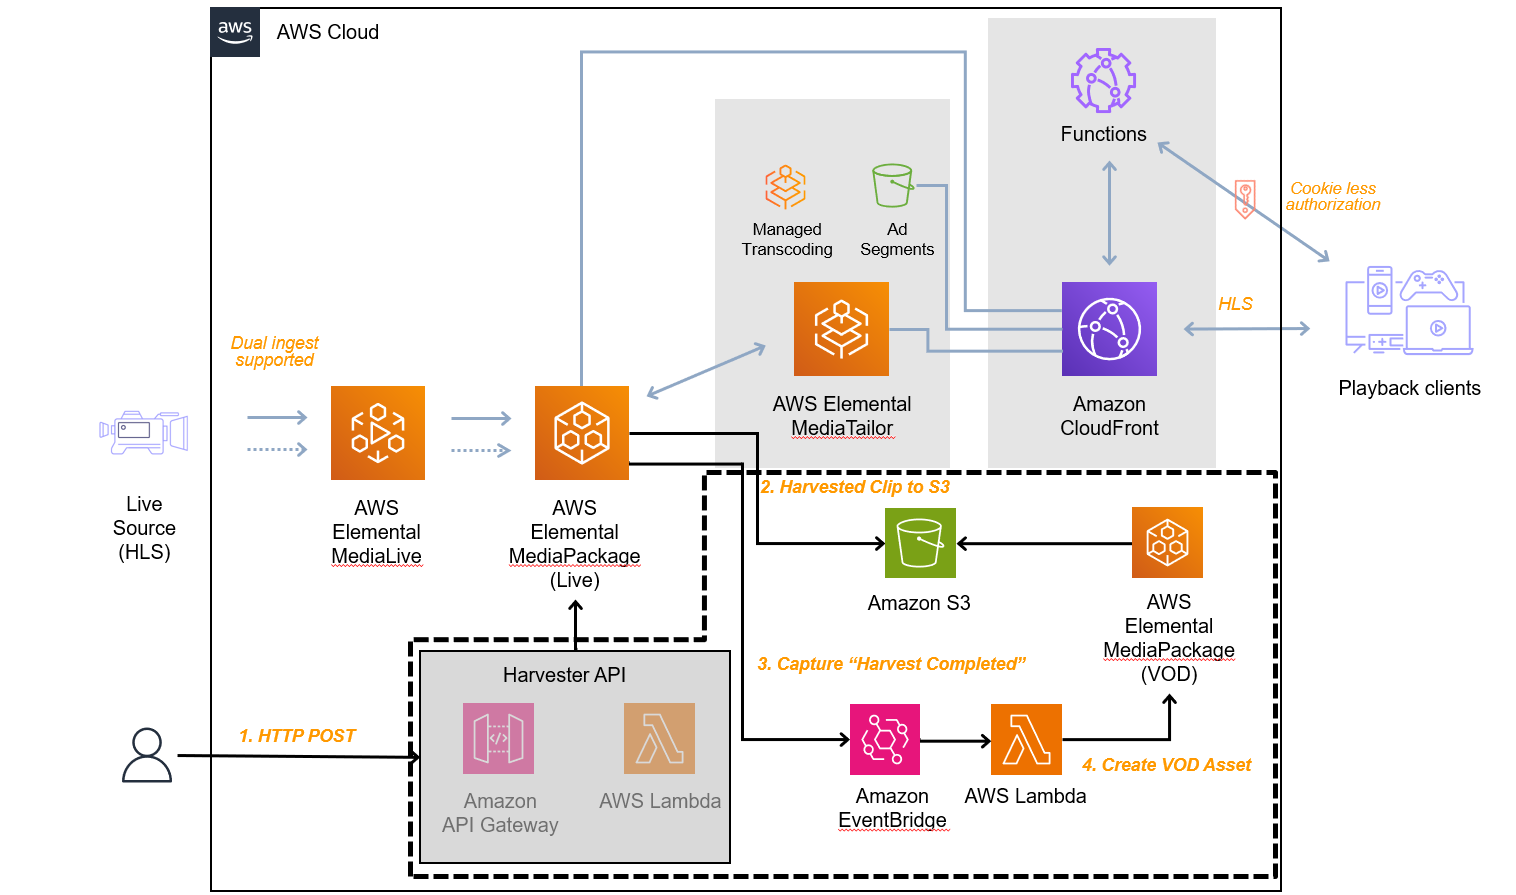 aws
AWS Cloud
Functions
Cookie less
authorization
Managed
Transcoding
Ad
Segments
HLS
Dual ingest
supported
Playback clients
AWS Elemental
MediaTailor
Amazon
CloudFront
Live
Source
(HLS)
AWS
Elemental
MediaLive
AWS
Elemental
MediaPackage
(Live)
2. Harvested Clip to S3
Amazon S3
AWS
Elemental
MediaPackage
(VOD)
Harvester API
3. Capture “Harvest Completed”
1. HTTP POST
</>
Amazon
API Gateway
AWS Lambda
Amazon
EventBridge
AWS Lambda
4. Create VOD Asset